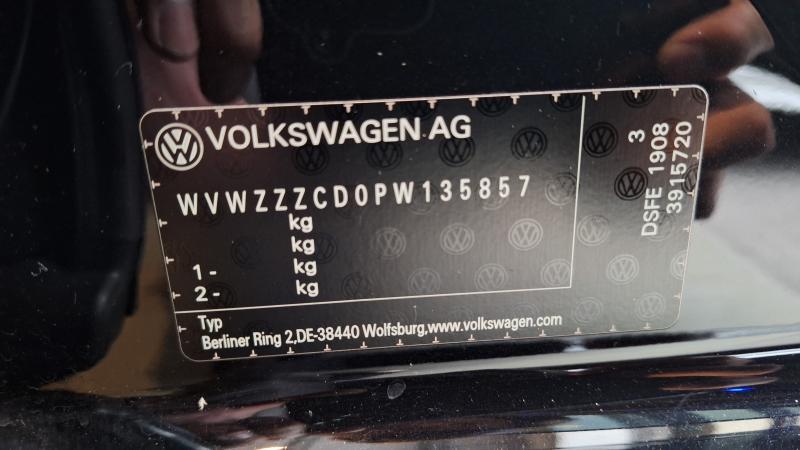 VOLKSWAGEN AG
WVWZZZCD0PW135857
kg
kg
1- kg
2- kg
Typ
Berliner Ring 2,DE-38440 Wolfsburg,www.volkswagen.com
3
DSFE 1908
3915720